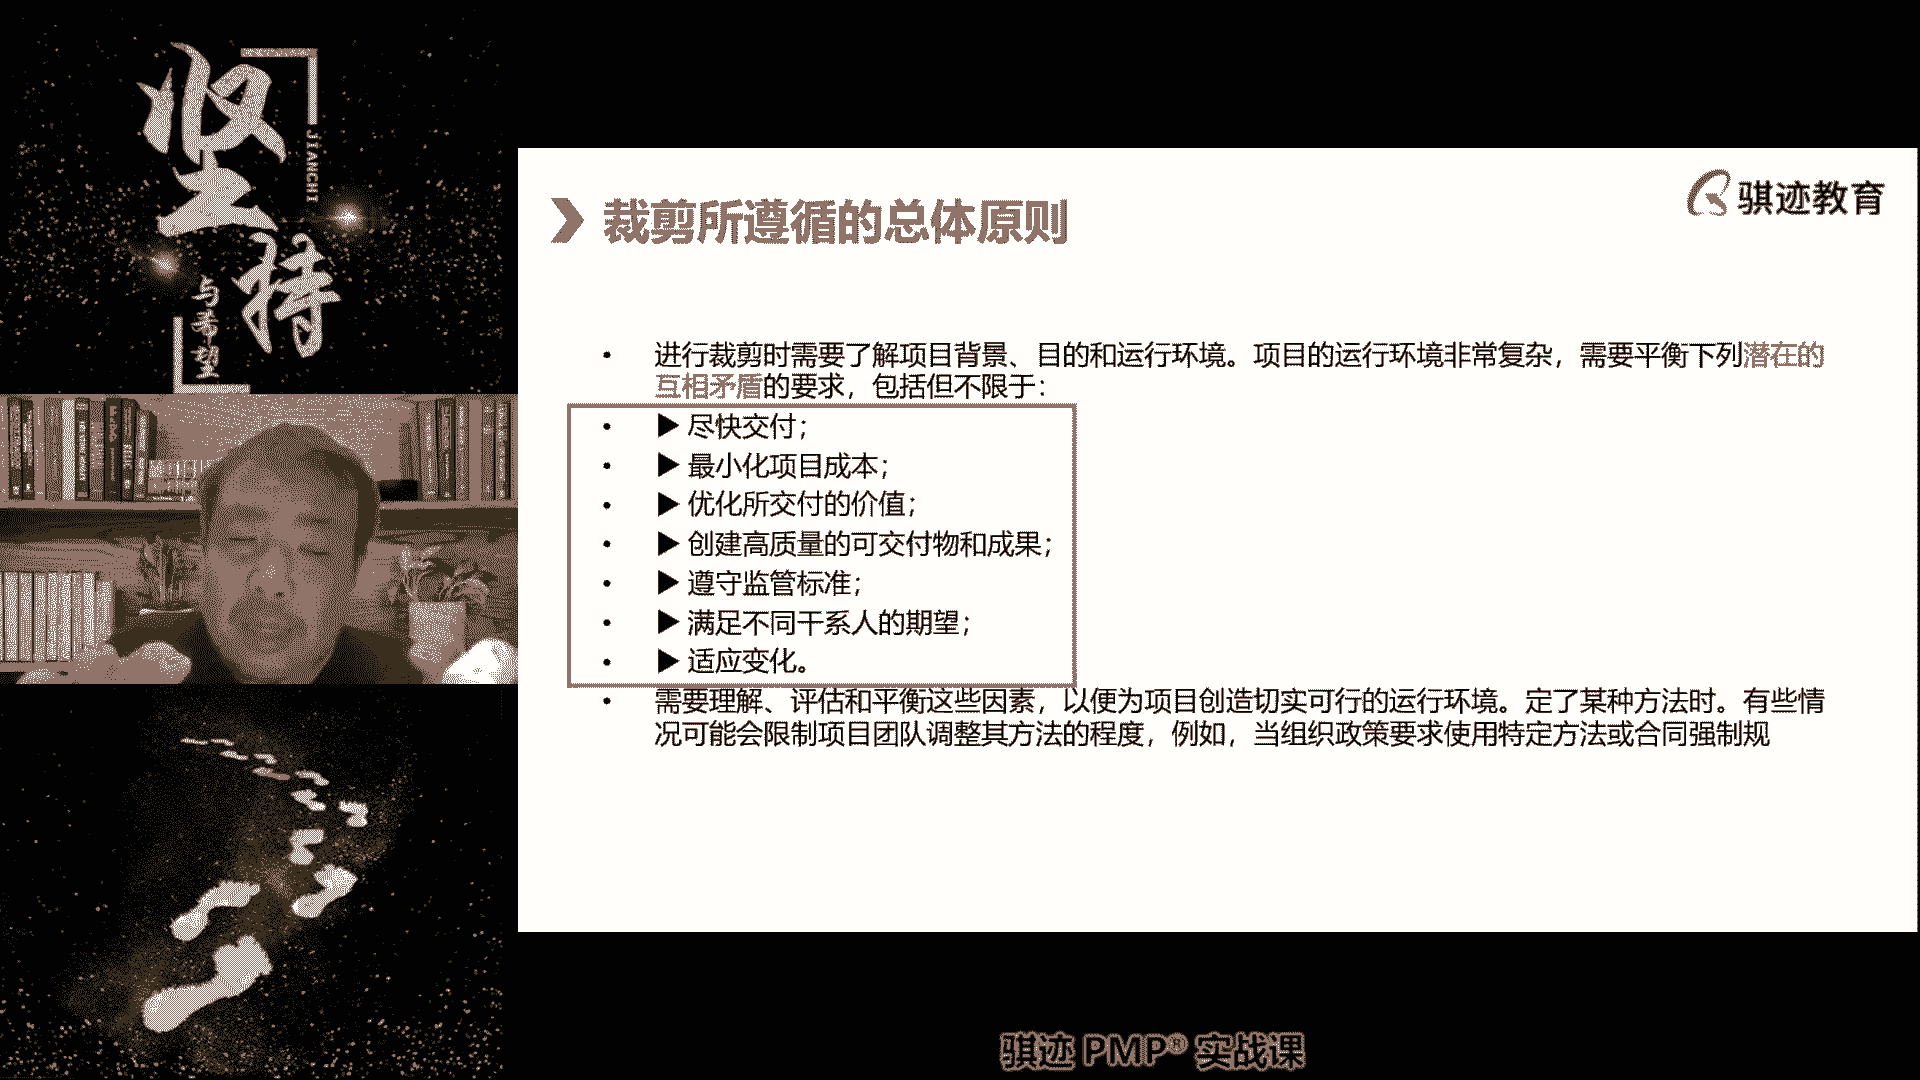 坚持
JIANCHI
与希望
骐迹教育
裁剪所遵循的总体原则
• 进行裁剪时需要了解项目背景、目的和运行环境。项目的运行环境非常复杂，需要平衡下列潜在的
互相矛盾的要求，包括但不限于：
• ▶ 尽快交付；
• ▶ 最小化项目成本；
• ▶ 优化所交付的价值；
• ▶ 创建高质量的可交付物和成果；
• ▶ 遵守监管标准；
• ▶ 满足不同干系人的期望；
• ▶ 适应变化。
• 需要理解、评估和平衡这些因素，以便为项目创造切实可行的运行环境。定了某种方法时。有些情
况可能会限制项目团队调整其方法的程度，例如，当组织政策要求使用特定方法或合同强制规
骐迹 PMP® 实战课